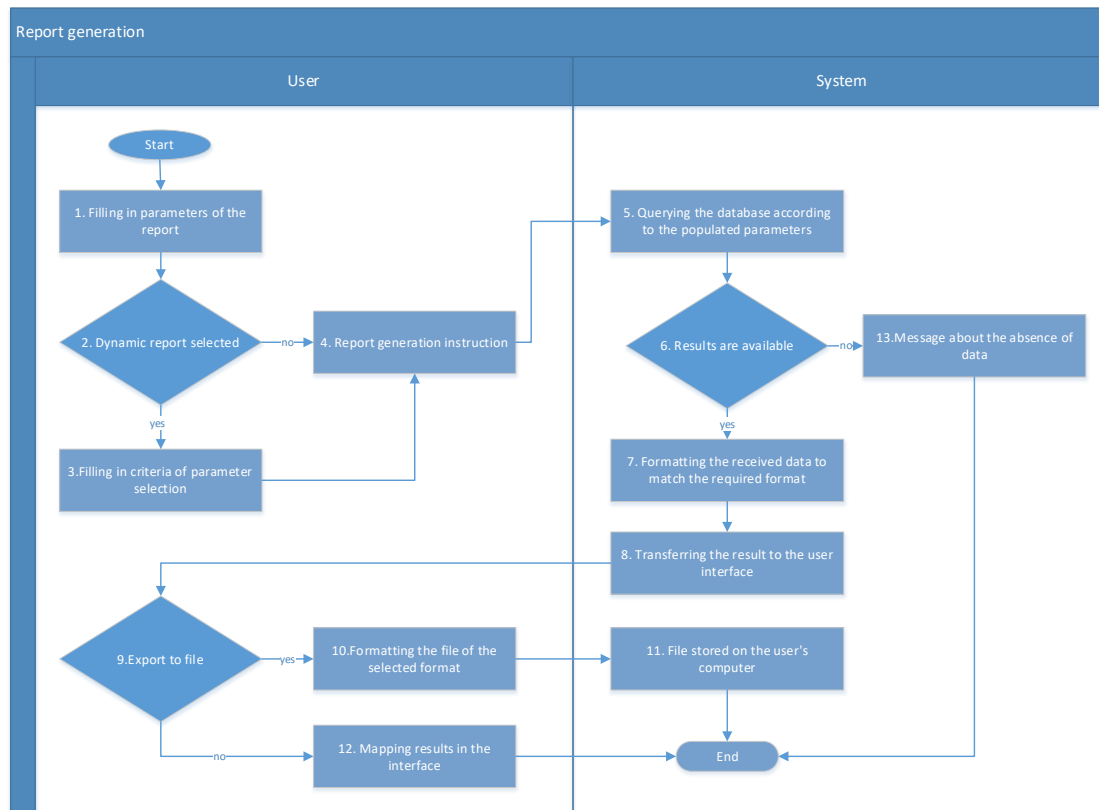 Report generation
User
System
Start
1. Filling in parameters of the
report
5. Querying the database according
to the populated parameters
2. Dynamic report selected
no
4. Report generation instruction
6. Results are available
no
13.Message about the absence of
data
yes
yes
3.Filling in criteria of parameter
selection
7. Formatting the received data to
match the required format
8. Transferring the result to the user
interface
9.Export to file
yes
10.Formatting the file of the
selected format
11. File stored on the user's
computer
no
12. Mapping results in the
interface
End